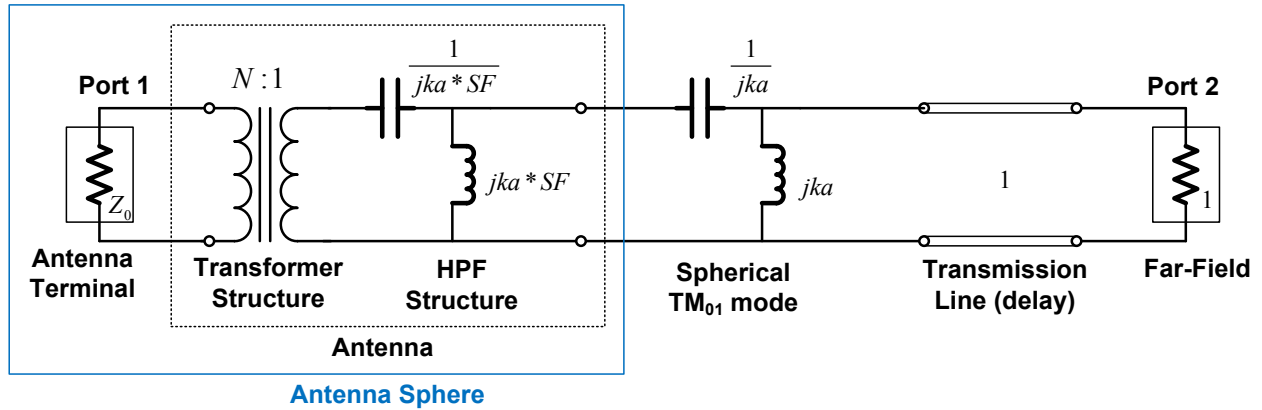 Port 1
N : 1
1
jka * SF
1
jka
Port 2
Z0
jka * SF
jka
1
1
Antenna
Terminal
Transformer
Structure
HPF
Structure
Spherical
TM01 mode
Transmission
Line (delay)
Far-Field
Antenna
Antenna Sphere